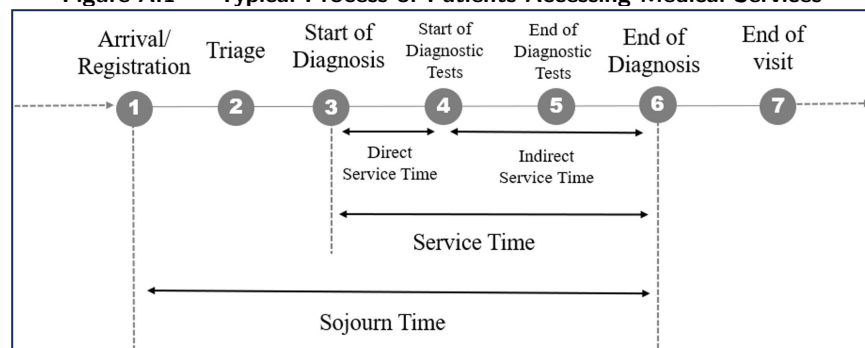 Figure A.1 Typical Process of Patients Accessing Medical Services
Arrival/
Registration
Triage
Start of
Diagnosis
Start of
Diagnostic
Tests
End of
Diagnostic
Tests
End of
Diagnosis
End of
visit
1
2
3
4
5
6
7
Direct
Service Time
Indirect
Service Time
Service Time
Sojourn Time